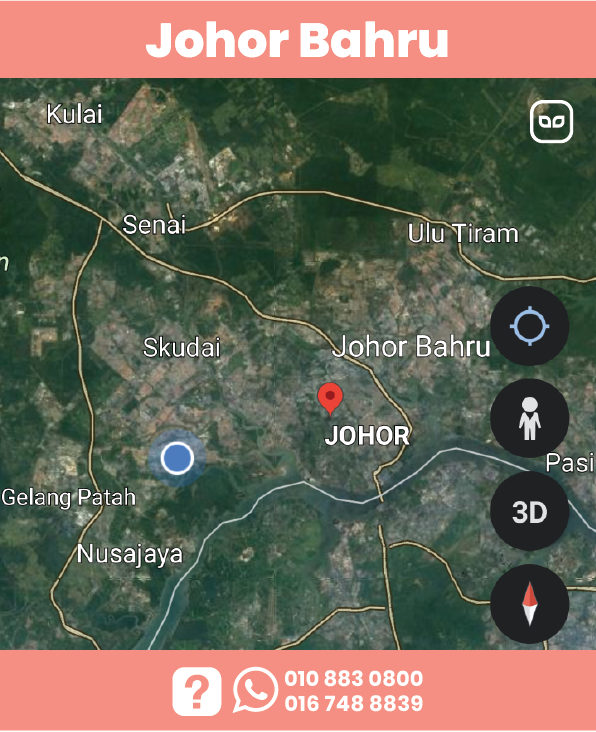 Johor Bahru
Kulai
Senai
Ulu Tiram
n
Skudai
Johor Bahru
JOHOR
Pasi
Gelang Patah
3D
Nusajaya
?
010 883 0800
016 748 8839